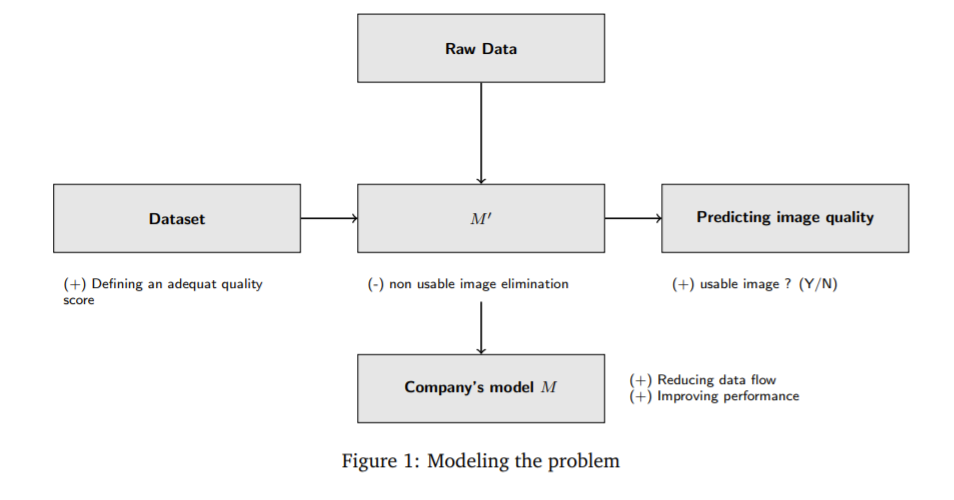 Raw Data
Dataset
M′
Predicting image quality
(+) Defining an adequat quality
score
(-) non usable image elimination
(+) usable image ? (Y/N)
Company's model M
(+) Reducing data flow
(+) Improving performance
Figure 1: Modeling the problem